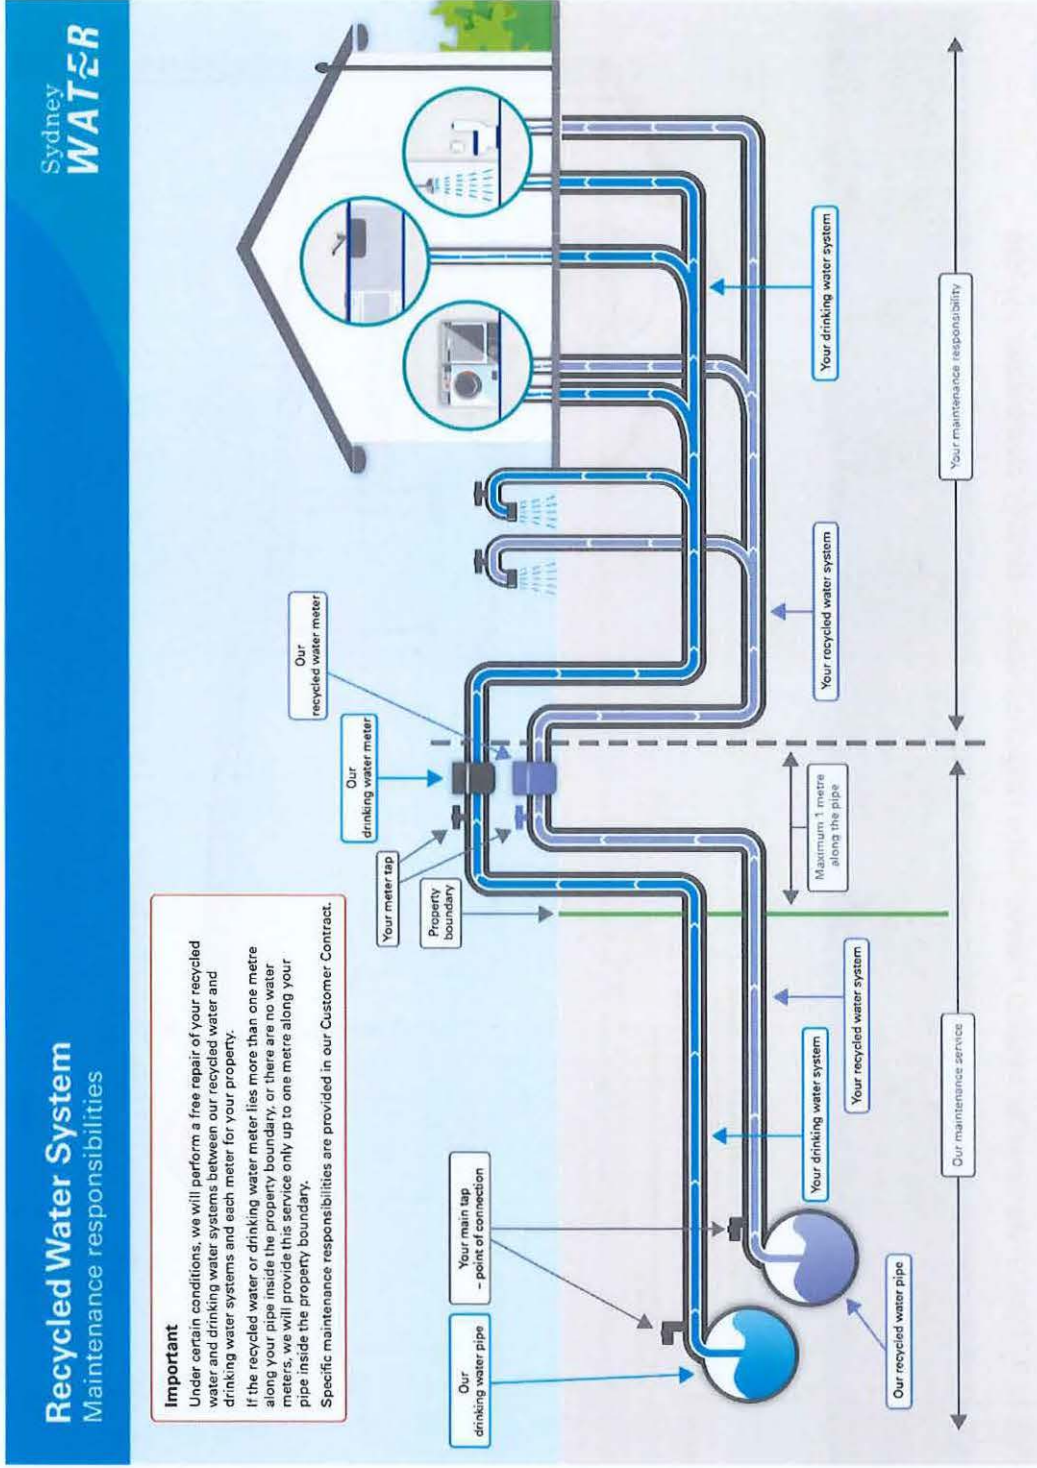 Recycled Water System
Maintenance responsibilities
Sydney
WATER
Important
Under certain conditions, we will perform a free repair of your recycled
water and drinking water systems between our recycled water and
drinking water systems and each meter for your property.
If the recycled water or drinking water meter lies more than one metre
along your pipe inside the property boundary, or there are no water
meters, we will provide this service only up to one metre along your
pipe inside the property boundary.
Specific maintenance responsibilities are provided in our Customer Contract.
Our
recycled water meter
Our
drinking water meter
Your meter tap
Property
boundary
Your main tap
– point of connection
Our
drinking water pipe
Our recycled water pipe
Your drinking water system
Your recycled water system
Maximum 1 metre
along the pipe
Your recycled water system
Your drinking water system
Our maintenance service
Your maintenance responsibility